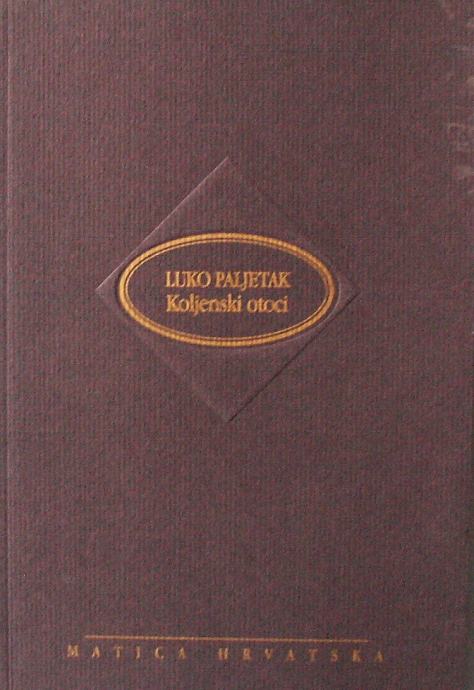 LUKO PALJETAK
Koljenski otoci
MATICA HRVATSKA